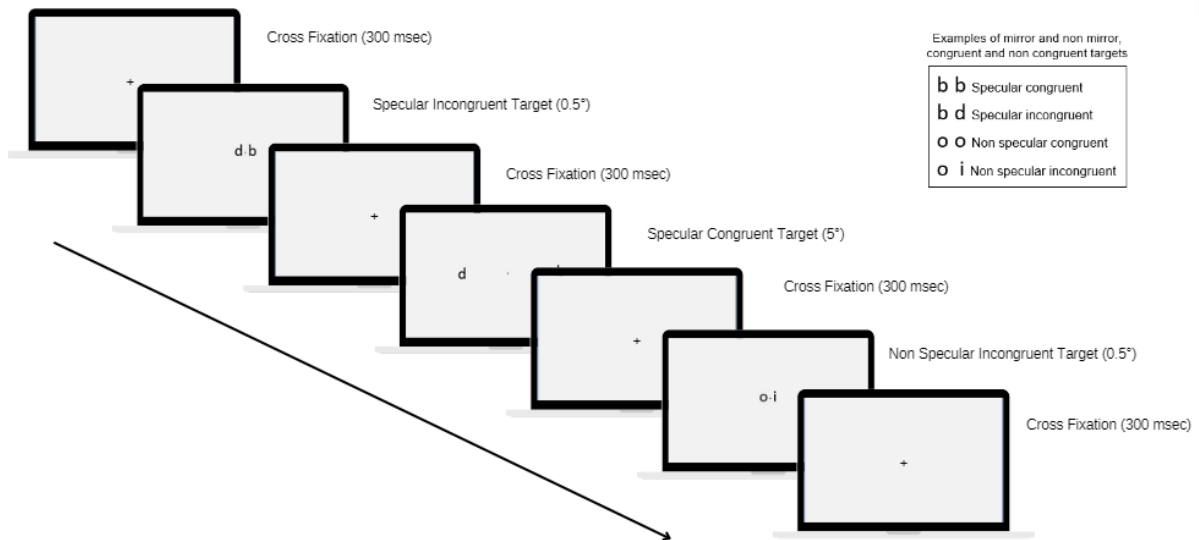 Cross Fixation (300 msec)
+
Specular Incongruent Target (0.5°)
d·b
Cross Fixation (300 msec)
+
Specular Congruent Target (5°)
d ·
Cross Fixation (300 msec)
+
Non Specular Incongruent Target (0.5°)
o·i
Cross Fixation (300 msec)
+
Examples of mirror and non mirror,
congruent and non congruent targets
b b Specular congruent
b d Specular incongruent
o o Non specular congruent
o i Non specular incongruent